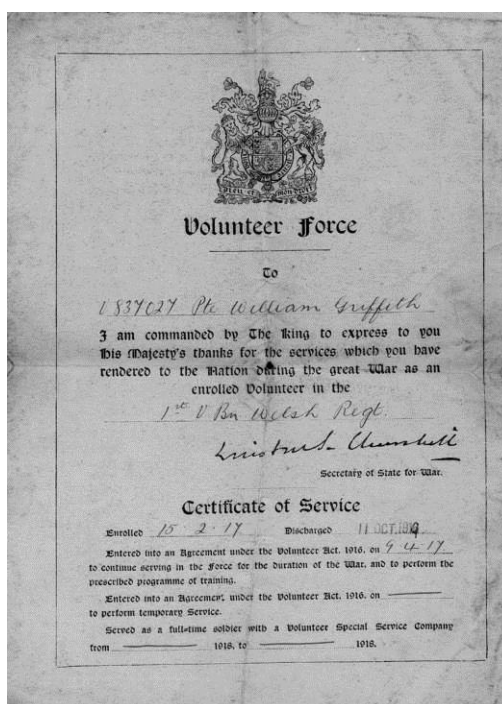 Volunteer Force
To
V837027 Pte William Griffith
I am commanded by The King to express to you
His Majesty's thanks for the services which you have
rendered to the Nation during the great War as an
enrolled Volunteer in the
1st V Bn Welsh Regt.
Winston S. Churchill
Secretary of State for War.
Certificate of Service
Enrolled 15-2-17 Discharged 11 OCT.1919
Entered into an Agreement under the Volunteer Act, 1916, on 9 4 17
to continue serving in the Force for the duration of the War, and to perform the
prescribed programme of training.
Entered into an Agreement under the Volunteer Act, 1916, on
to perform temporary Service.
Served as a full-time soldier with a Volunteer Special Service Company
from 1918, to 1918.